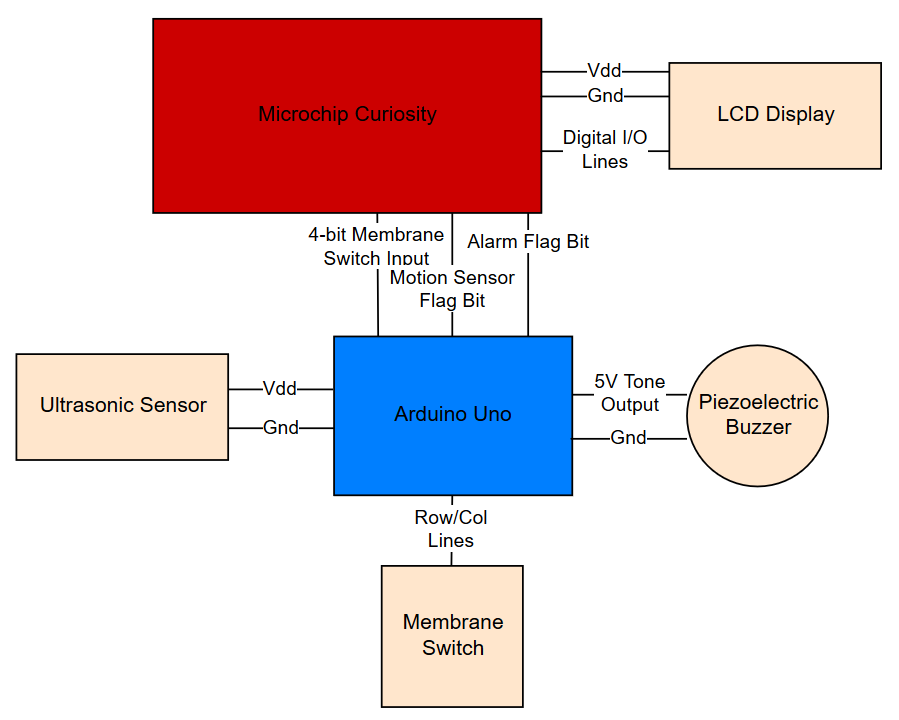 Microchip Curiosity
Vdd
Gnd
Digital I/O
Lines
LCD Display
4-bit Membrane
Switch Input
Motion Sensor
Flag Bit
Alarm Flag Bit
Ultrasonic Sensor
Vdd
Gnd
Arduino Uno
5V Tone
Output
Gnd
Piezoelectric
Buzzer
Row/Col
Lines
Membrane
Switch